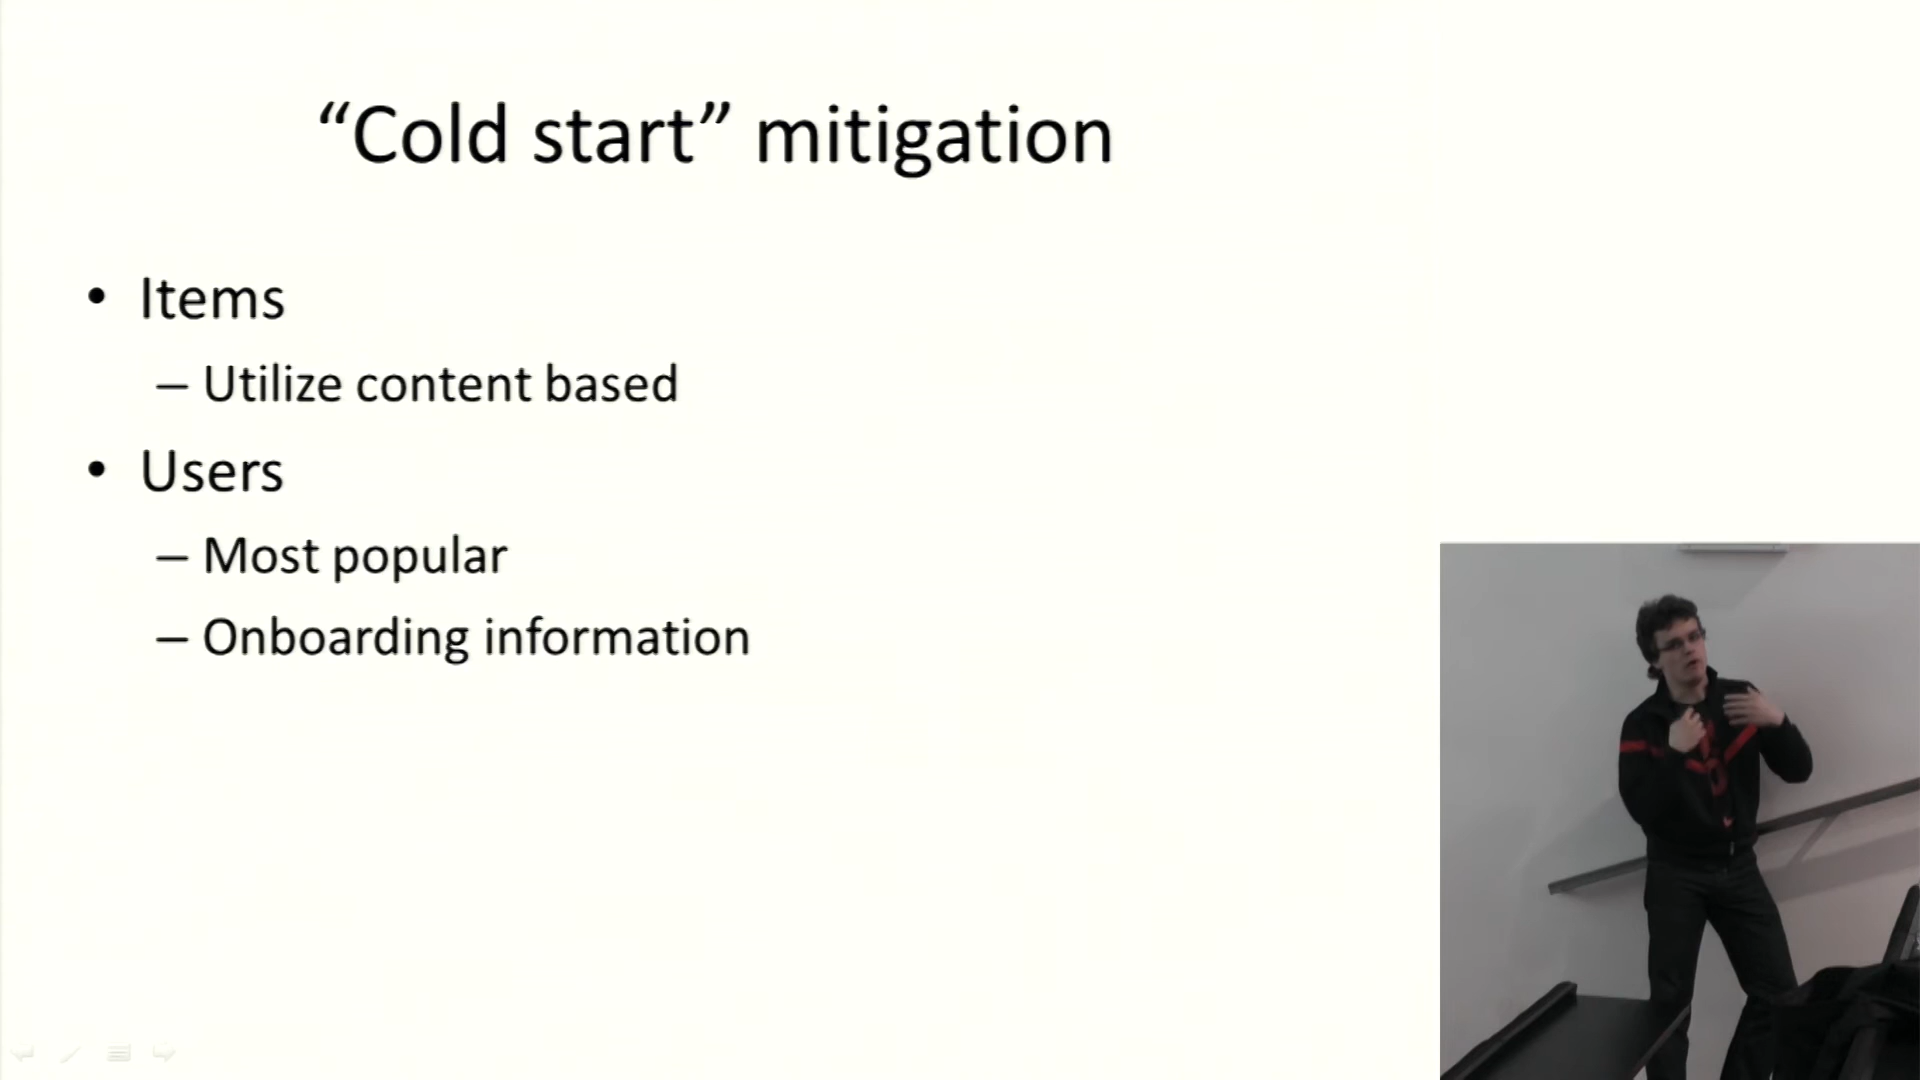 “Cold start” mitigation
• Items
– Utilize content based
• Users
– Most popular
– Onboarding information